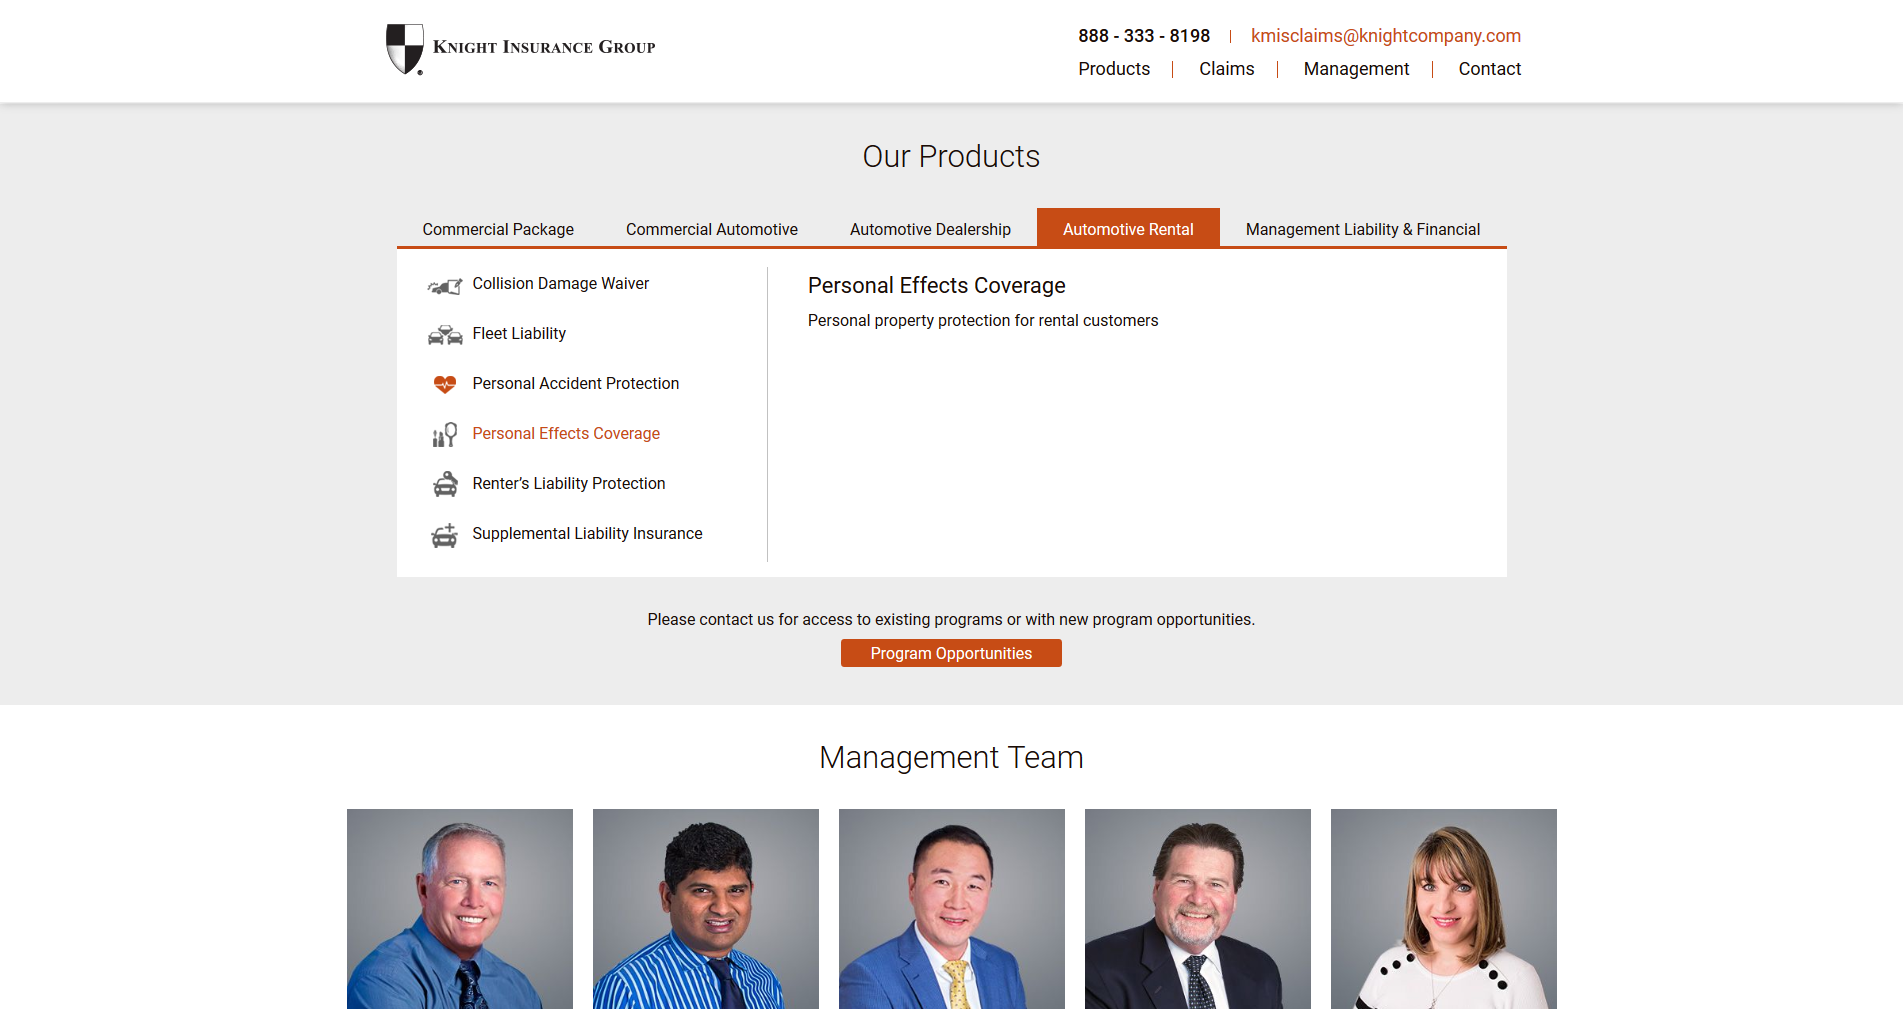 KNIGHT INSURANCE GROUP
888 - 333 - 8198 | kmisclaims@knightcompany.com
Products | Claims | Management | Contact
Our Products
Commercial Package Commercial Automotive Automotive Dealership Automotive Rental Management Liability & Financial
Collision Damage Waiver
Fleet Liability
Personal Accident Protection
Personal Effects Coverage
Renter’s Liability Protection
Supplemental Liability Insurance
Personal Effects Coverage
Personal property protection for rental customers
Please contact us for access to existing programs or with new program opportunities.
Program Opportunities
Management Team